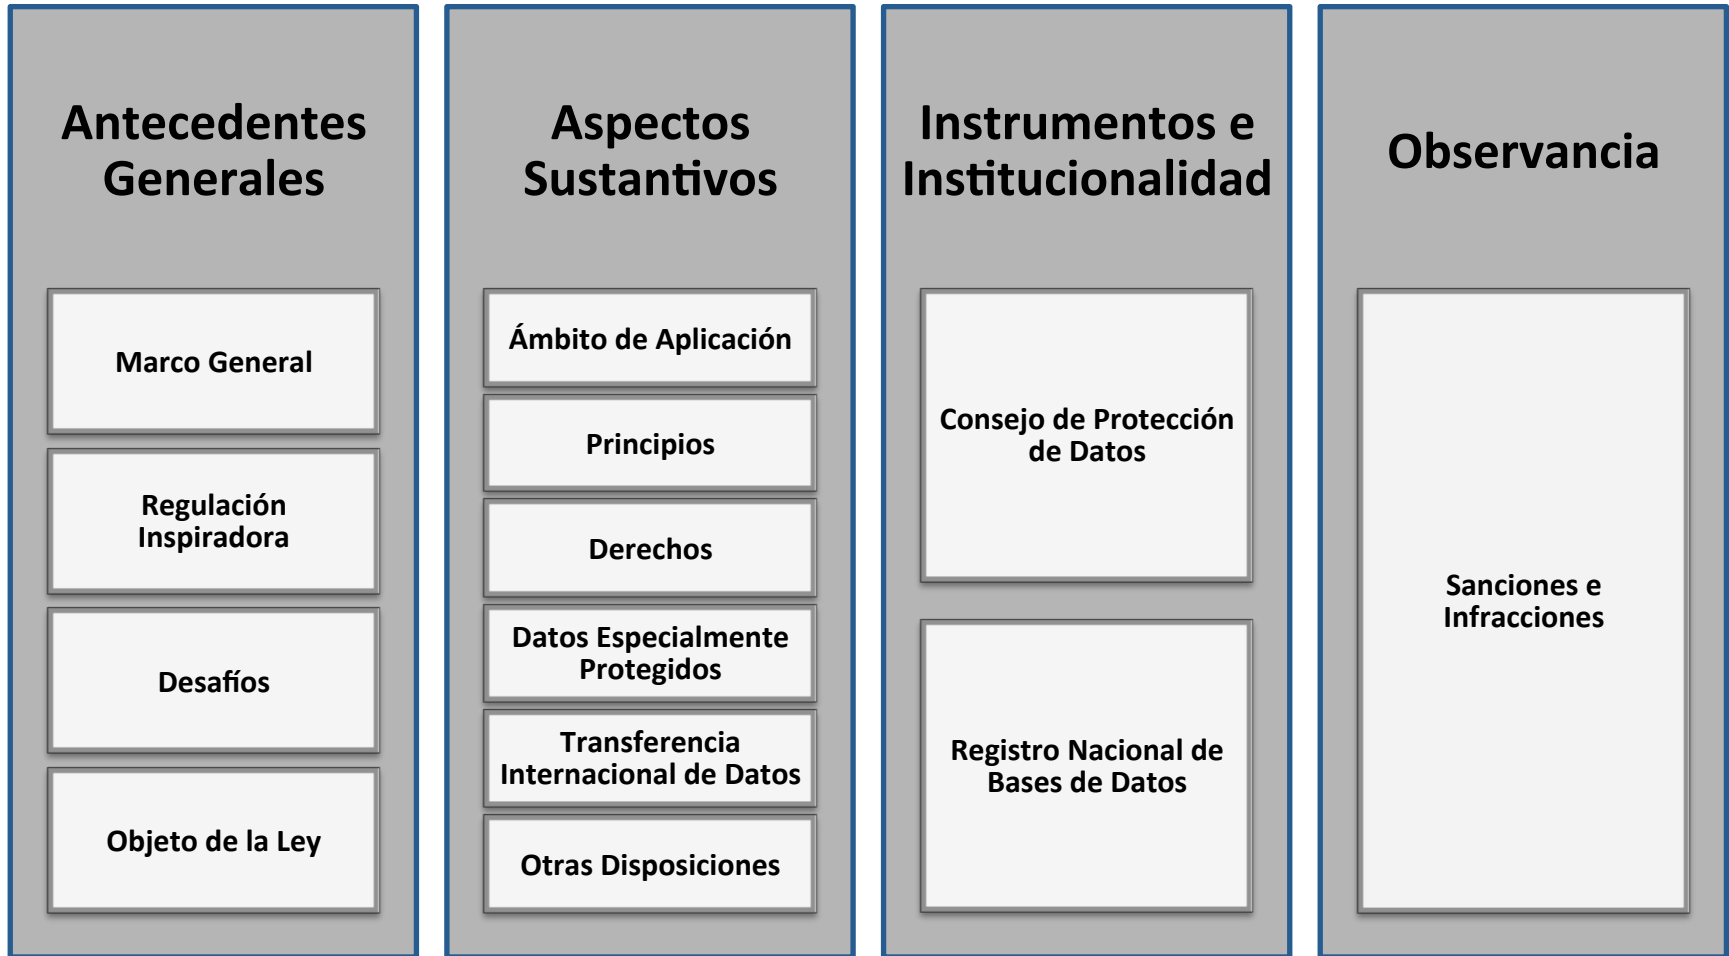 Antecedentes
Generales
Marco General
Regulación
Inspiradora
Desafíos
Objeto de la Ley
Aspectos
Sustantivos
Ámbito de Aplicación
Principios
Derechos
Datos Especialmente
Protegidos
Transferencia
Internacional de Datos
Otras Disposiciones
Instrumentos e
Institucionalidad
Consejo de Protección
de Datos
Registro Nacional de
Bases de Datos
Observancia
Sanciones e
Infracciones